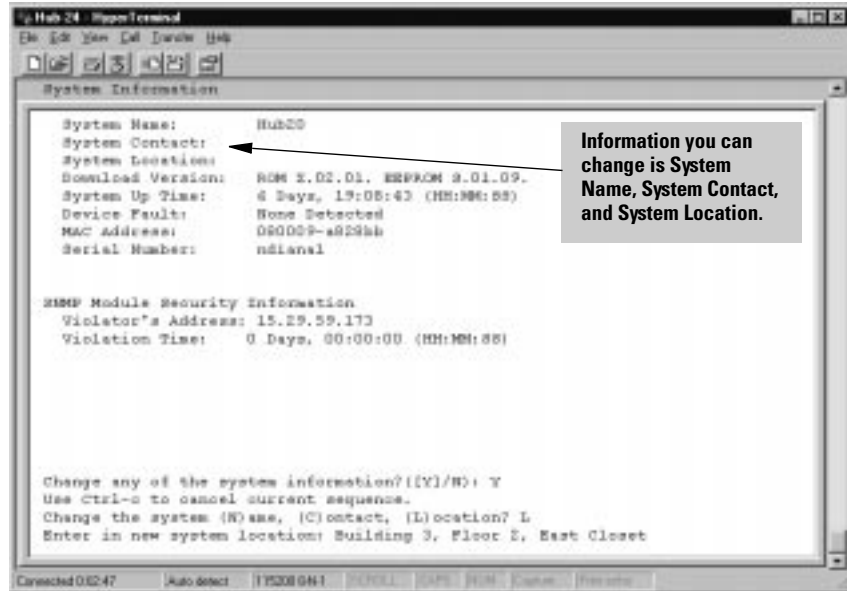 Hub-24 - HyperTerminal
File Edit View Call Transfer Help
System Information
System Name: Hub20
System Contact:
System Location:
Download Version: ROM Z.02.01. EEPROM S.01.09.
System Up Time: 4 Days, 19:08:43 (HH:MM:SS)
Device Fault: None Detected
MAC Address: 080009-a828bb
Serial Number: ndiana1
Information you can
change is System
Name, System Contact,
and System Location.
SNMP Module Security Information
Violator's Address: 15.29.59.173
Violation Time: 0 Days, 00:00:00 (HH:MM:SS)
Change any of the system information?([Y]/N): Y
Use Ctrl-c to cancel current sequence.
Change the system (N)ame, (C)ontact, (L)ocation? L
Enter in new system location: Building 3, Floor 2, East Closet
Connected 0:02:47 Auto detect 115200 8-N-1 SCROLL CAPS NUM Capture Print echo